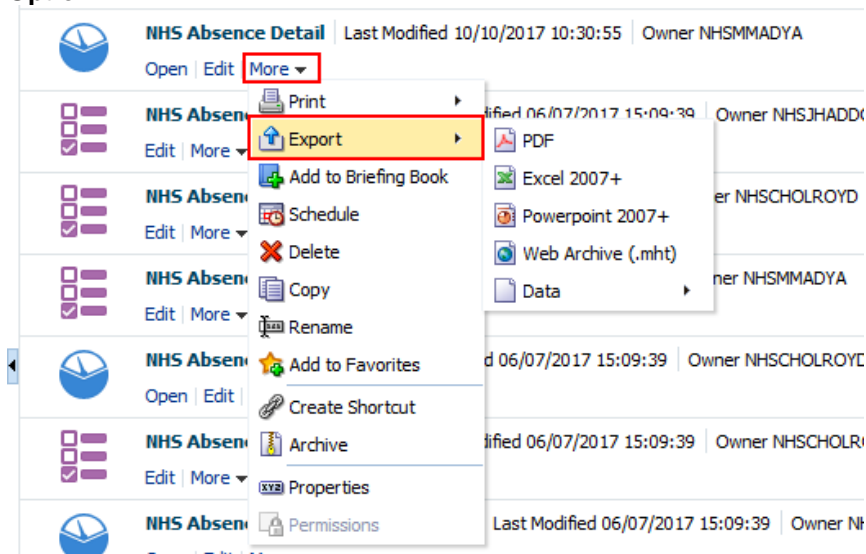 NHS Absence Detail Last Modified 10/10/2017 10:30:55 Owner NHSMMADYA
Open Edit More
Print
NHS Absen dified 06/07/2017 15:09:39 Owner NHSJHADD
Export
PDF
Edit More
Add to Briefing Book
Excel 2007+
NHS Absen er NHSCHOLROYD
Schedule
Powerpoint 2007+
Edit More
Delete
Web Archive (.mht)
NHS Absen ner NHSMMADYA
Copy
Data
Edit More
Rename
NHS Absen d 06/07/2017 15:09:39 Owner NHSCHOLROYD
Add to Favorites
Open Edit
Create Shortcut
NHS Absen dified 06/07/2017 15:09:39 Owner NHSCHOLR
Archive
Edit More
Properties
NHS Absen Last Modified 06/07/2017 15:09:39 Owner NH
Permissions